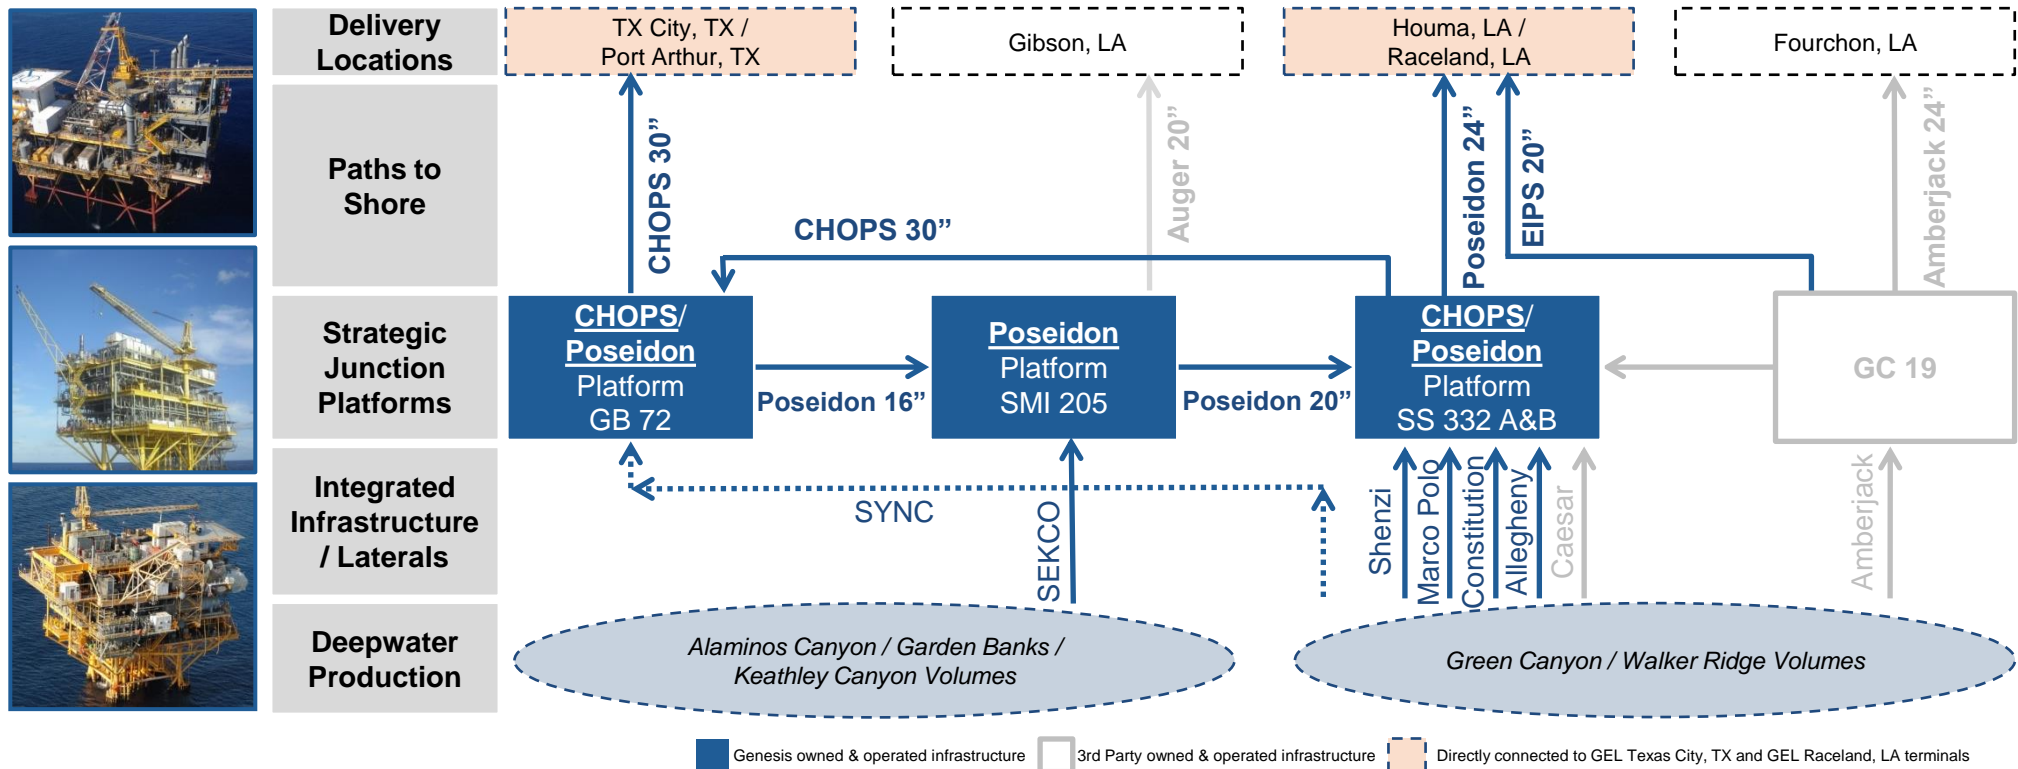 Delivery
Locations
TX City, TX /
Port Arthur, TX
Gibson, LA
Houma, LA /
Raceland, LA
Fourchon, LA
Paths to
Shore
CHOPS 30”
Auger 20”
Poseidon 24”
EIPS 20”
Amberjack 24”
CHOPS 30”
Strategic
Junction
Platforms
CHOPS/
Poseidon
Platform
GB 72
Poseidon 16”
Poseidon
Platform
SMI 205
Poseidon 20”
CHOPS/
Poseidon
Platform
SS 332 A&B
GC 19
Integrated
Infrastructure
/ Laterals
SYNC
SEKCO
Shenzi
Marco Polo
Constitution
Allegheny
Caesar
Amberjack
Deepwater
Production
Alaminos Canyon / Garden Banks /
Keathley Canyon Volumes
Green Canyon / Walker Ridge Volumes
Genesis owned & operated infrastructure
3rd Party owned & operated infrastructure
Directly connected to GEL Texas City, TX and GEL Raceland, LA terminals